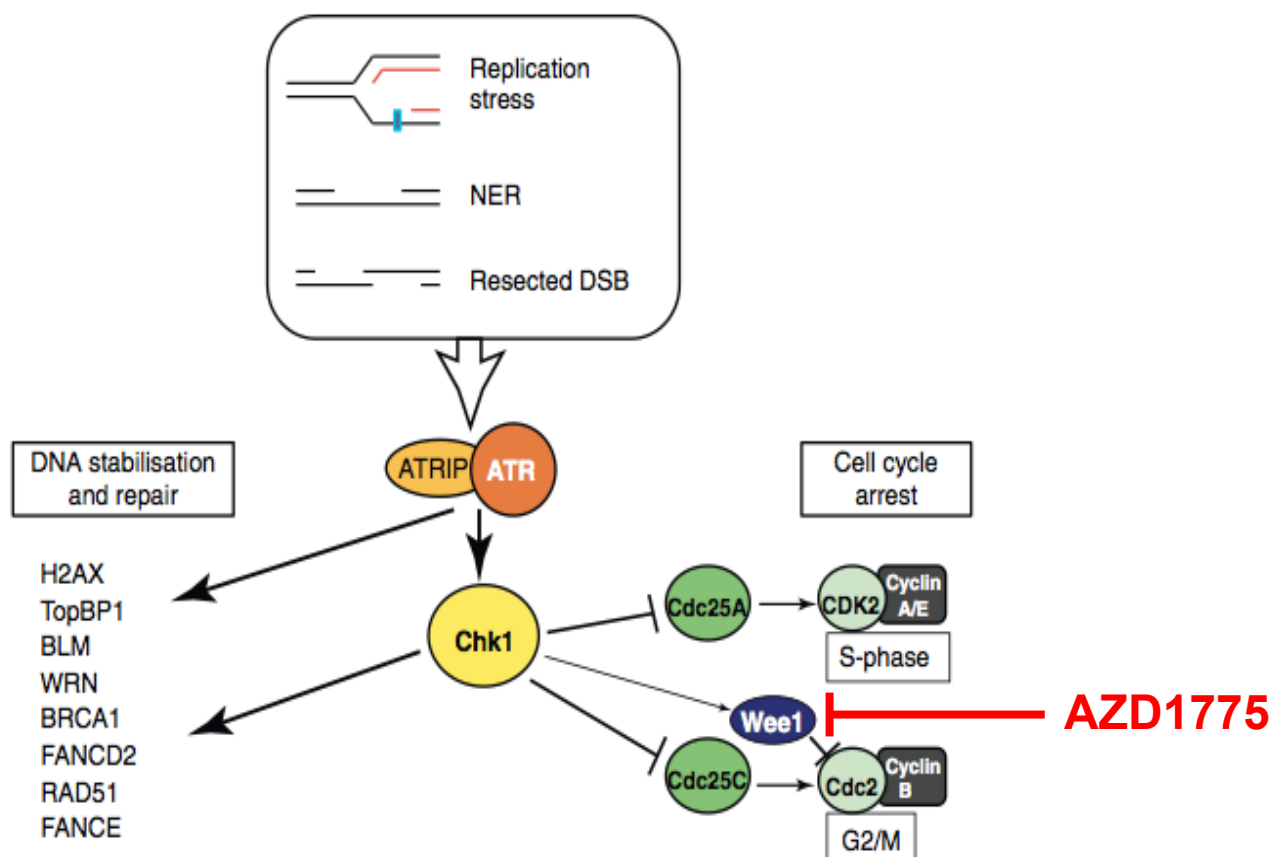 Replication
stress
NER
Resected DSB
DNA stabilisation
and repair
ATRIP
ATR
Cell cycle
arrest
H2AX
TopBP1
BLM
WRN
BRCA1
FANCD2
RAD51
FANCE
Chk1
Cdc25A
CDK2
Cyclin
A/E
S-phase
Wee1
AZD1775
Cdc25C
Cdc2
Cyclin
B
G2/M